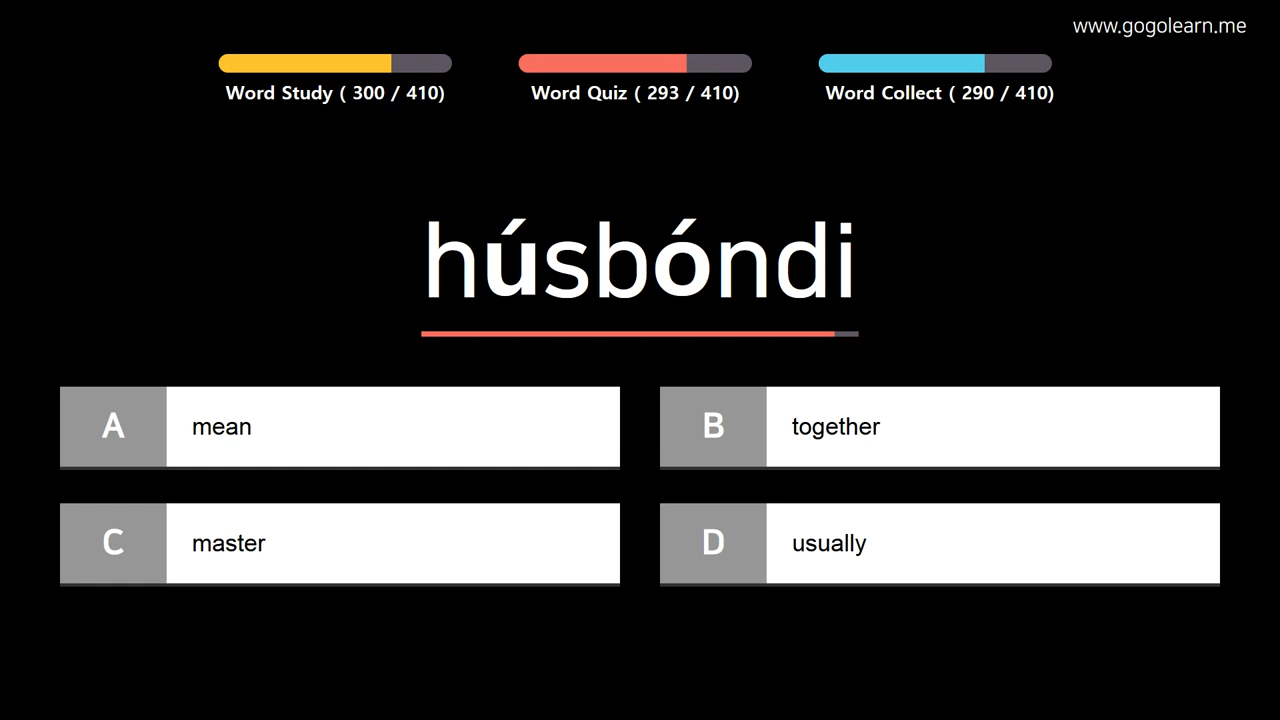 www.gogolearn.me
Word Study ( 300 / 410)
Word Quiz ( 293 / 410)
Word Collect ( 290 / 410)
húsbóndi
A mean
B together
C master
D usually